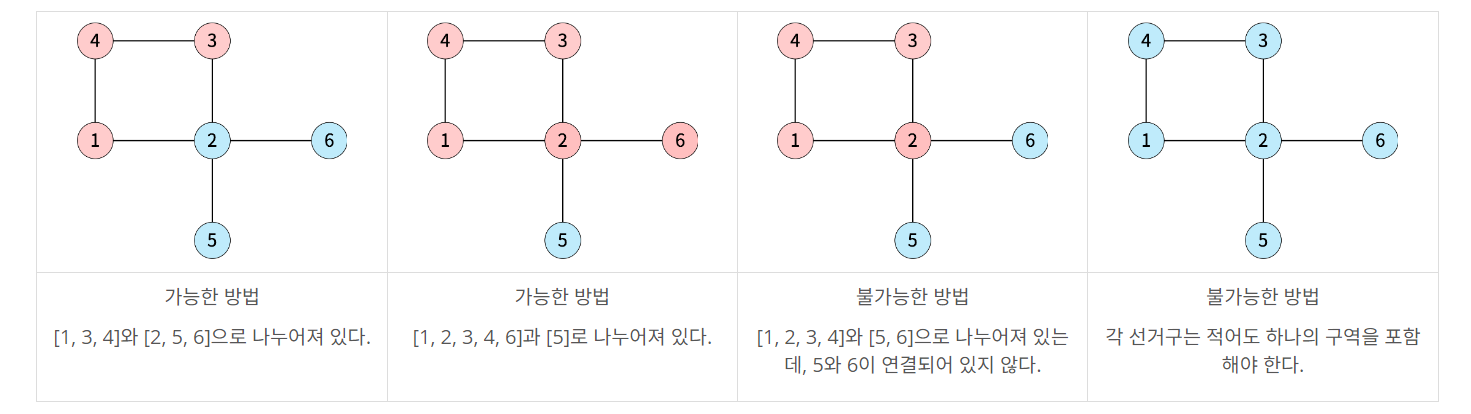 4 3
1 2 6
5
가능한 방법
[1, 3, 4]와 [2, 5, 6]으로 나누어져 있다.
4 3
1 2 6
5
가능한 방법
[1, 2, 3, 4, 6]과 [5]로 나누어져 있다.
4 3
1 2 6
5
불가능한 방법
[1, 2, 3, 4]와 [5, 6]으로 나누어져 있는
데, 5와 6이 연결되어 있지 않다.
4 3
1 2 6
5
불가능한 방법
각 선거구는 적어도 하나의 구역을 포함
해야 한다.